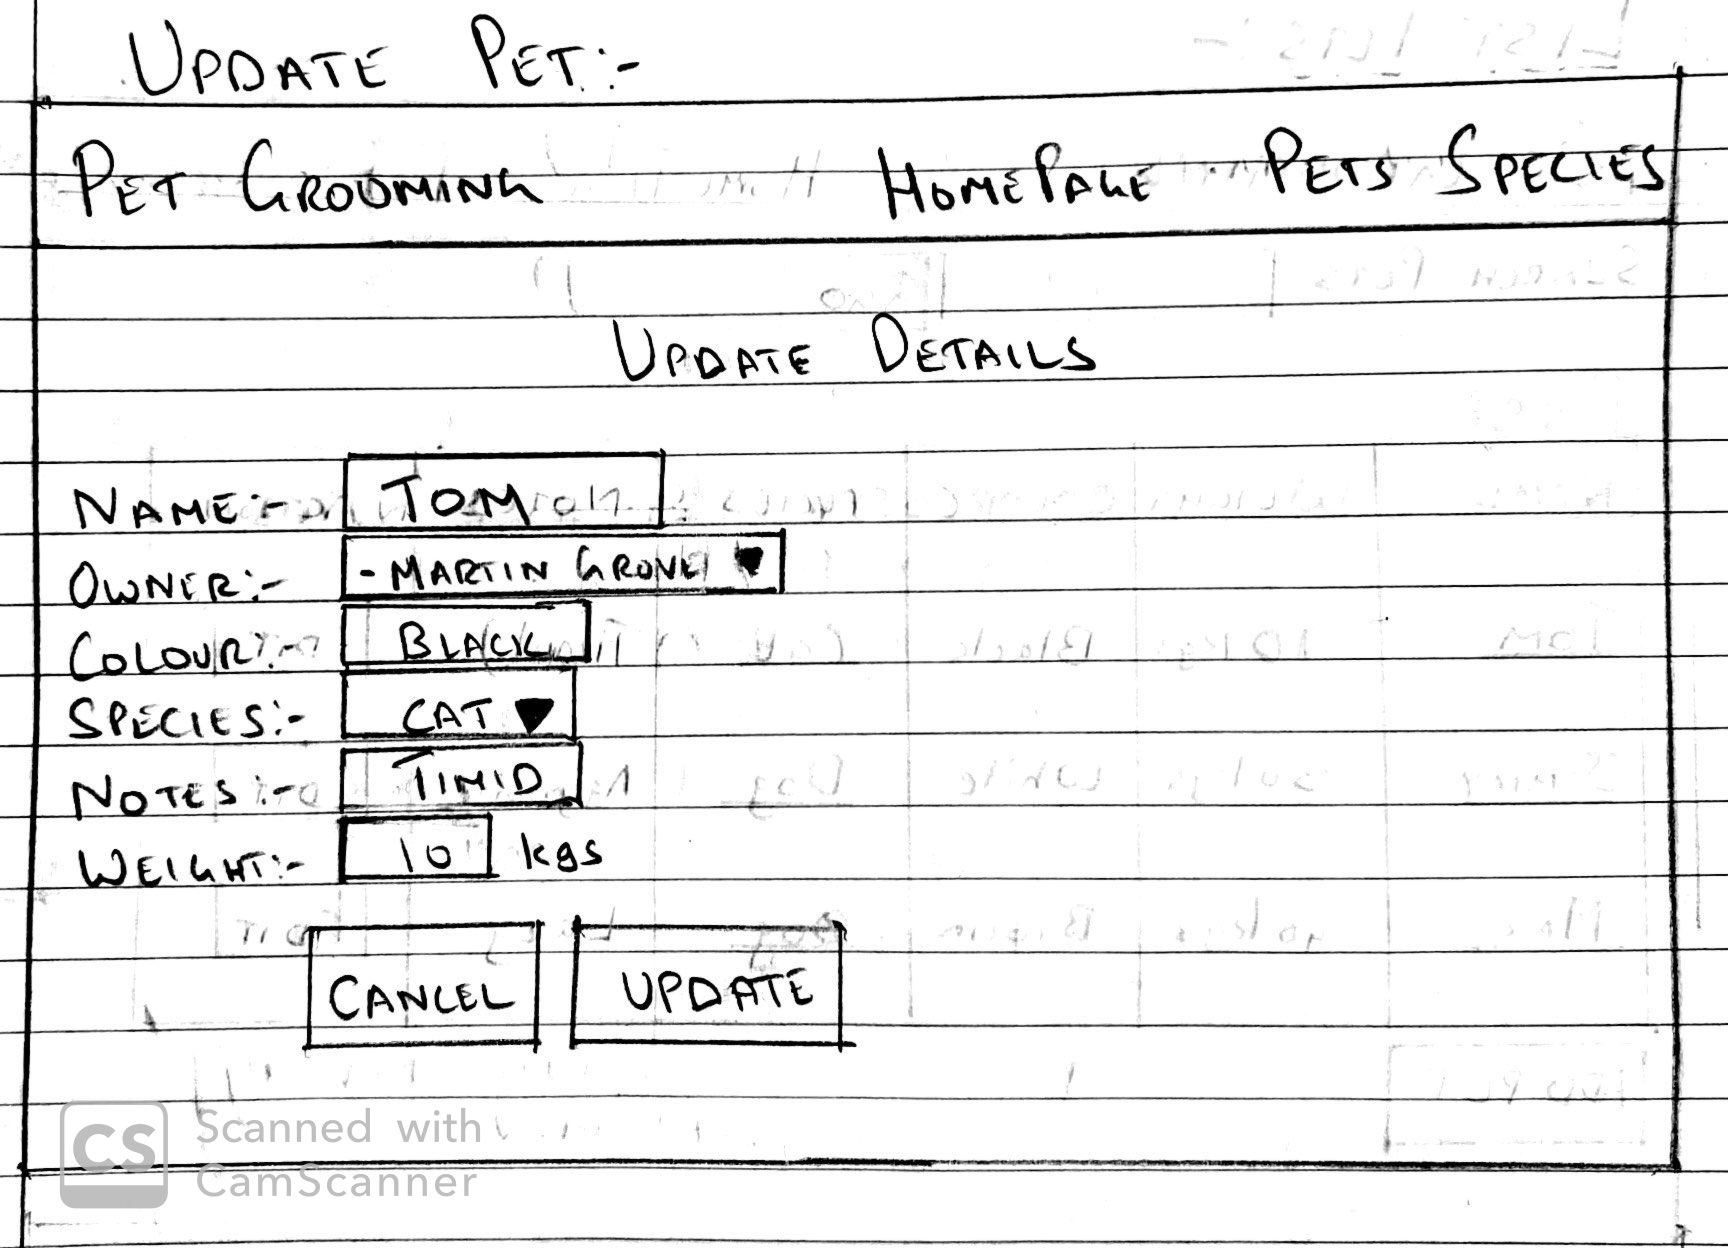 UPDATE PET:-
PET GROOMING HOMEPAGE PETS SPECIES
UPDATE DETAILS
NAME:- TOM
OWNER:- - MARTIN
COLOUR:- BLACK
SPECIES:- CAT
NOTES:- TIMID
WEIGHT:- 10 kgs
CANCEL UPDATE
CS Scanned with
CamScanner